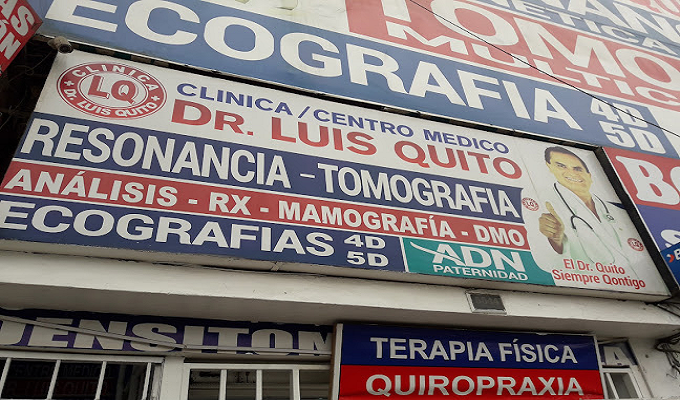 ECOGRAFIA 4D
5D
CLINICA
LQ
DR. LUIS QUITO
CLINICA/CENTRO MEDICO
DR. LUIS QUITO
RESONANCIA - TOMOGRAFIA
ANÁLISIS - RX - MAMOGRAFÍA - DMO
ECOGRAFIAS 4D
5D
ADN
PATERNIDAD
El Dr. Quito
Siempre Qontigo
TERAPIA FÍSICA
QUIROPRAXIA